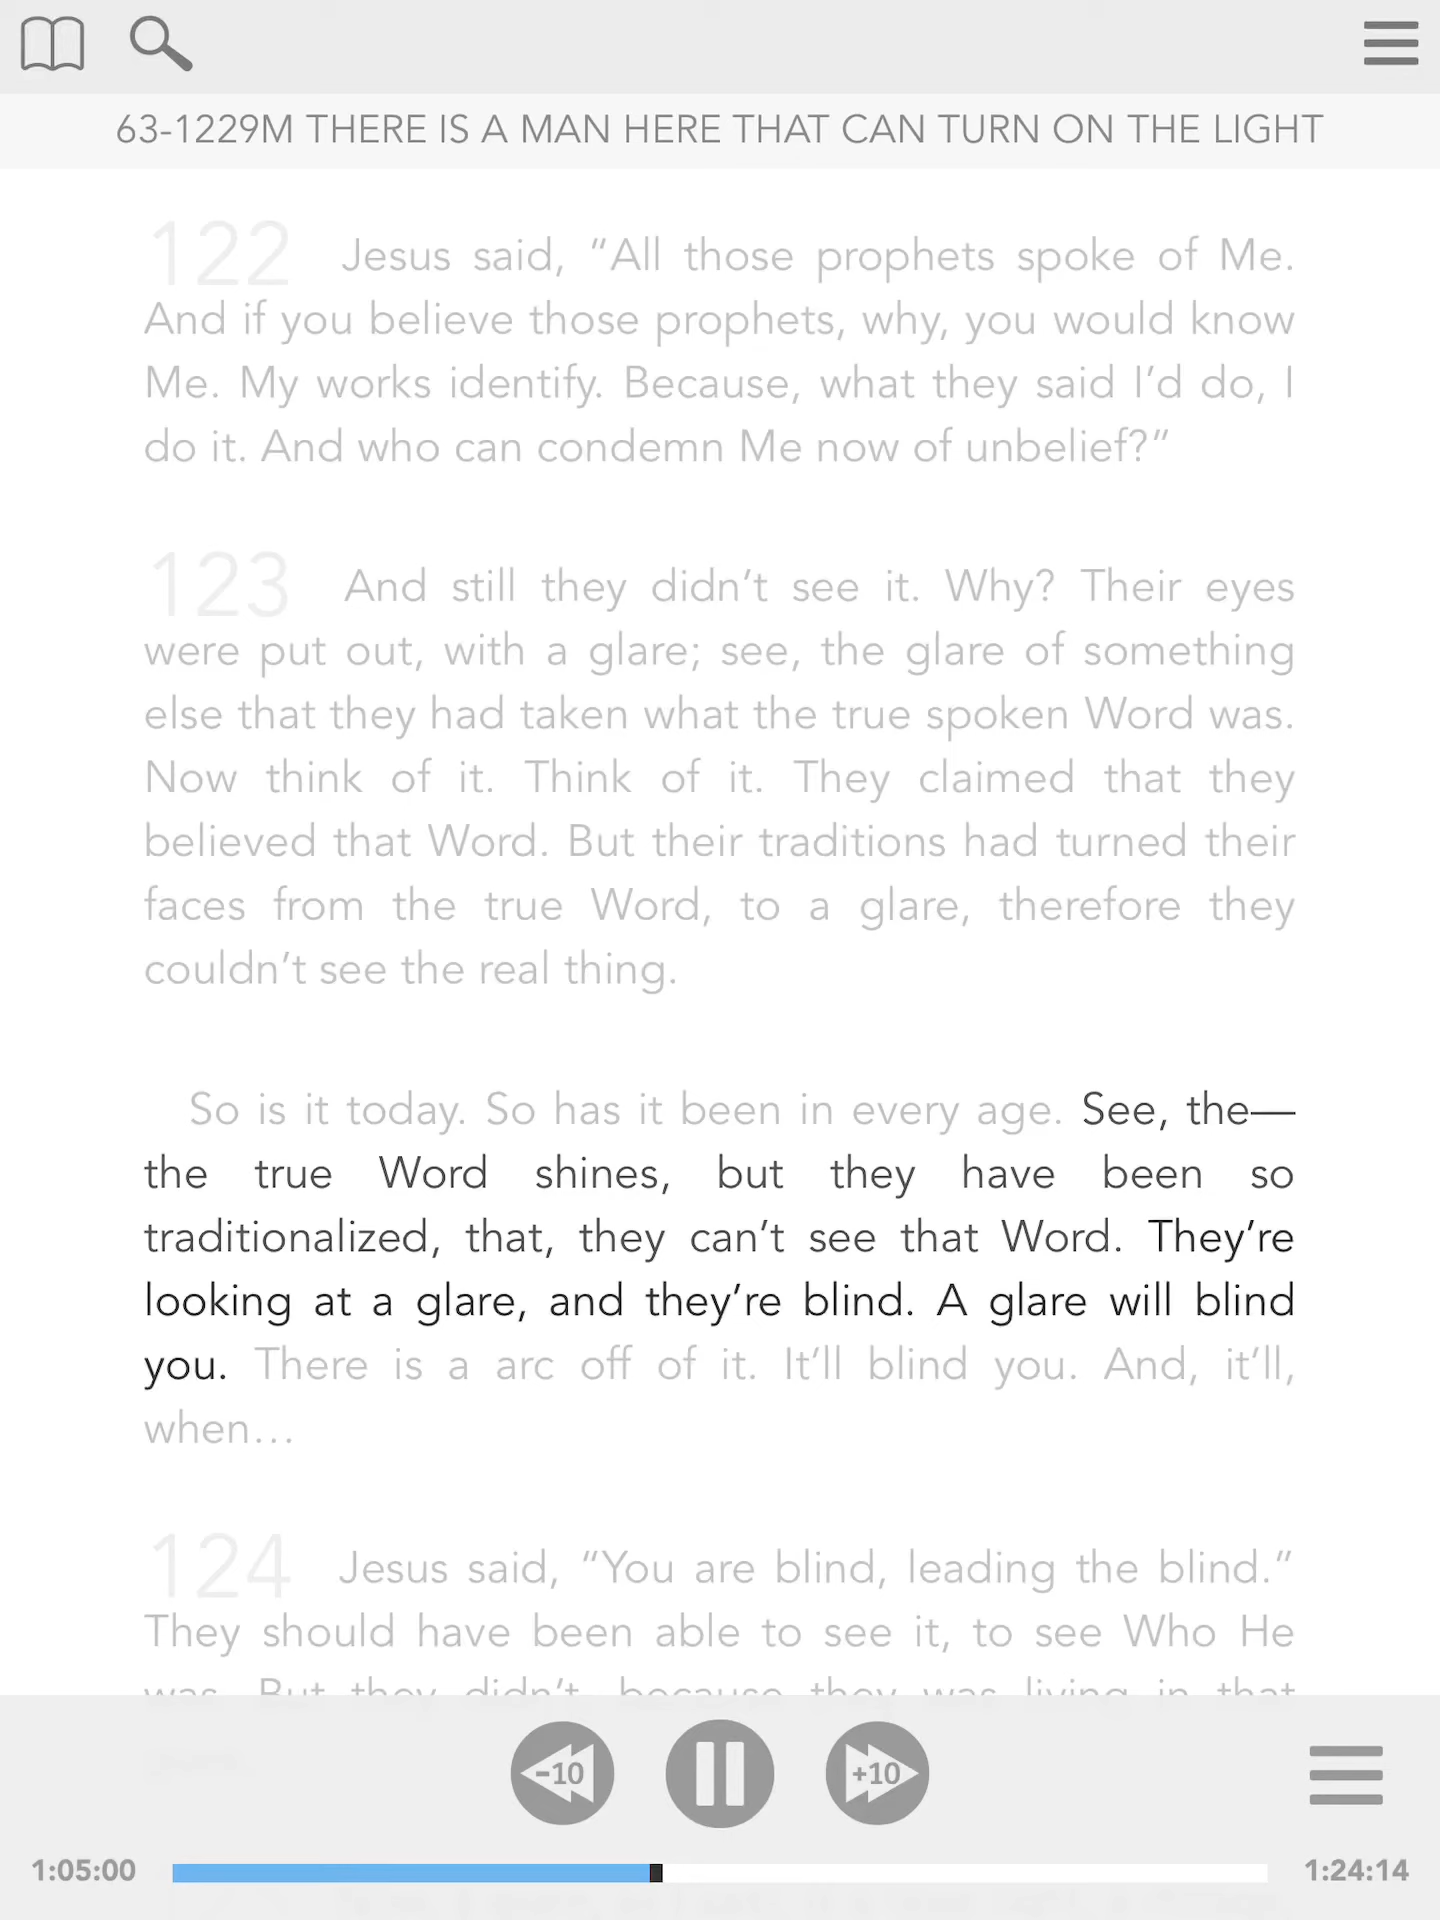 63-1229M THERE IS A MAN HERE THAT CAN TURN ON THE LIGHT
122 Jesus said, “All those prophets spoke of Me.
And if you believe those prophets, why, you would know
Me. My works identify. Because, what they said I’d do, I
do it. And who can condemn Me now of unbelief?”
123 And still they didn’t see it. Why? Their eyes
were put out, with a glare; see, the glare of something
else that they had taken what the true spoken Word was.
Now think of it. Think of it. They claimed that they
believed that Word. But their traditions had turned their
faces from the true Word, to a glare, therefore they
couldn’t see the real thing.
So is it today. So has it been in every age. See, the—
the true Word shines, but they have been so
traditionalized, that, they can’t see that Word. They’re
looking at a glare, and they’re blind. A glare will blind
you. There is a arc off of it. It’ll blind you. And, it’ll,
when…
124 Jesus said, “You are blind, leading the blind.”
They should have been able to see it, to see Who He
was. But they didn’t, because they was living in that
-10
+10
1:05:00
1:24:14